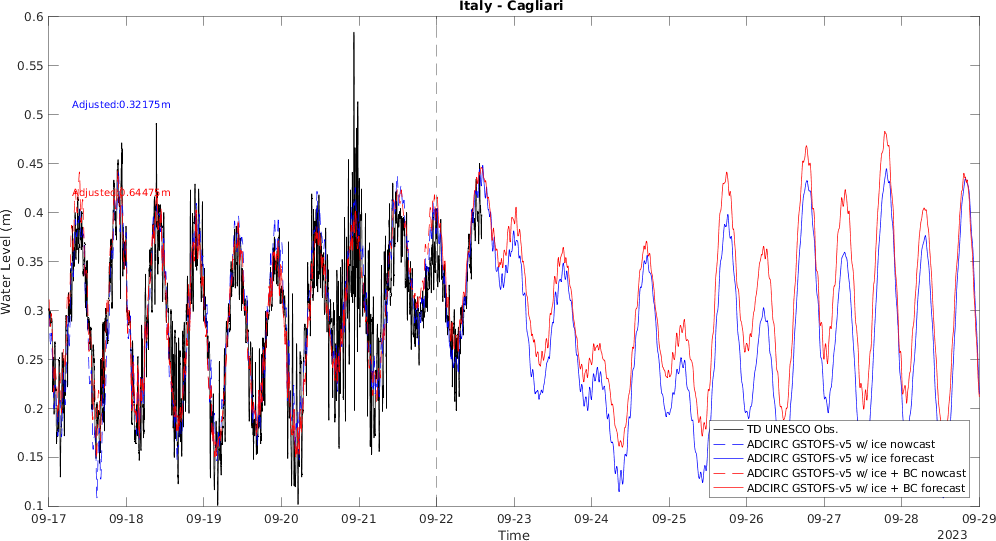 Italy - Cagliari
Water Level (m)
0.6
0.55
0.5
0.45
0.4
0.35
0.3
0.25
0.2
0.15
0.1
Adjusted:0.32175m
Adjusted:0.64475m
TD UNESCO Obs.
ADCIRC GSTOFS-v5 w/ ice nowcast
ADCIRC GSTOFS-v5 w/ ice forecast
ADCIRC GSTOFS-v5 w/ ice + BC nowcast
ADCIRC GSTOFS-v5 w/ ice + BC forecast
09-17 09-18 09-19 09-20 09-21 09-22 09-23 09-24 09-25 09-26 09-27 09-28 09-29
Time
2023